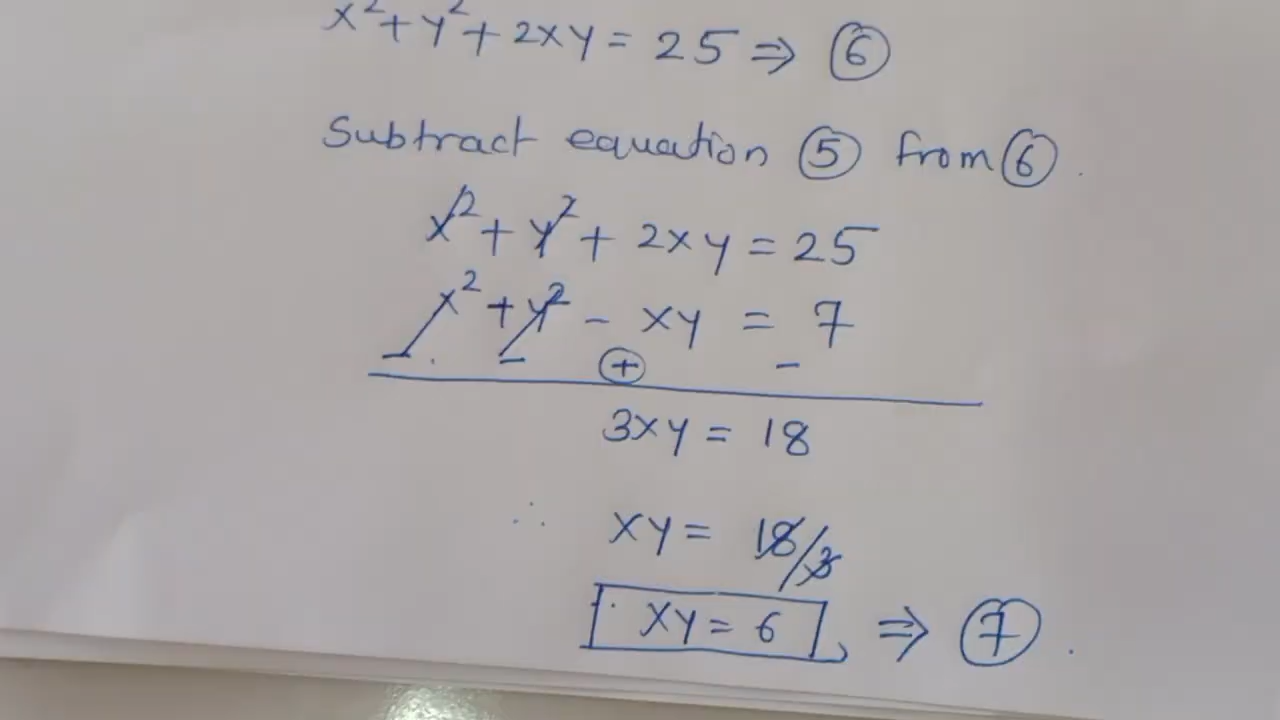 x²+y²+2xy = 25 ⇒ ⑥
Subtract equation ⑤ from ⑥.
x²+y²+2xy = 25
x²+y² - xy = 7
- - ⊕ -
3xy = 18
∴ xy = 18/3
xy = 6 ⇒ ⑦.